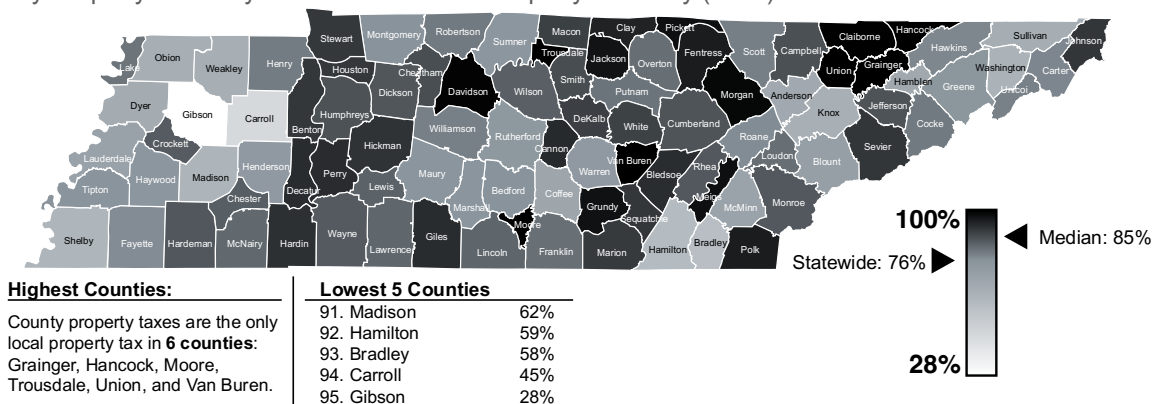 Stewart
Montgomery
Robertson
Sumner
Macon
Clay
Pickett
Claiborne
Hancock
Sullivan
Johnson
Lake
Obion
Weakley
Henry
Houston
Cheatham
Trousdale
Jackson
Overton
Fentress
Scott
Campbell
Union
Grainger
Hawkins
Washington
Carter
Dyer
Gibson
Carroll
Benton
Humphreys
Dickson
Davidson
Wilson
Smith
Putnam
Morgan
Anderson
Knox
Hamblen
Greene
Unicoi
Crockett
Hickman
Williamson
Rutherford
Cannon
DeKalb
White
Cumberland
Roane
Loudon
Jefferson
Cocke
Sevier
Blount
Lauderdale
Haywood
Madison
Henderson
Decatur
Perry
Lewis
Maury
Bedford
Coffee
Warren
Van Buren
Bledsoe
Rhea
Meigs
McMinn
Monroe
Tipton
Chester
Marshall
Moore
Grundy
Sequatchie
Shelby
Fayette
Hardeman
McNairy
Hardin
Wayne
Lawrence
Giles
Lincoln
Franklin
Marion
Hamilton
Bradley
Polk
100%
Median: 85%
Statewide: 76%
28%
Highest Counties:
County property taxes are the only
local property tax in 6 counties:
Grainger, Hancock, Moore,
Trousdale, Union, and Van Buren.
Lowest 5 Counties
91. Madison 62%
92. Hamilton 59%
93. Bradley 58%
94. Carroll 45%
95. Gibson 28%